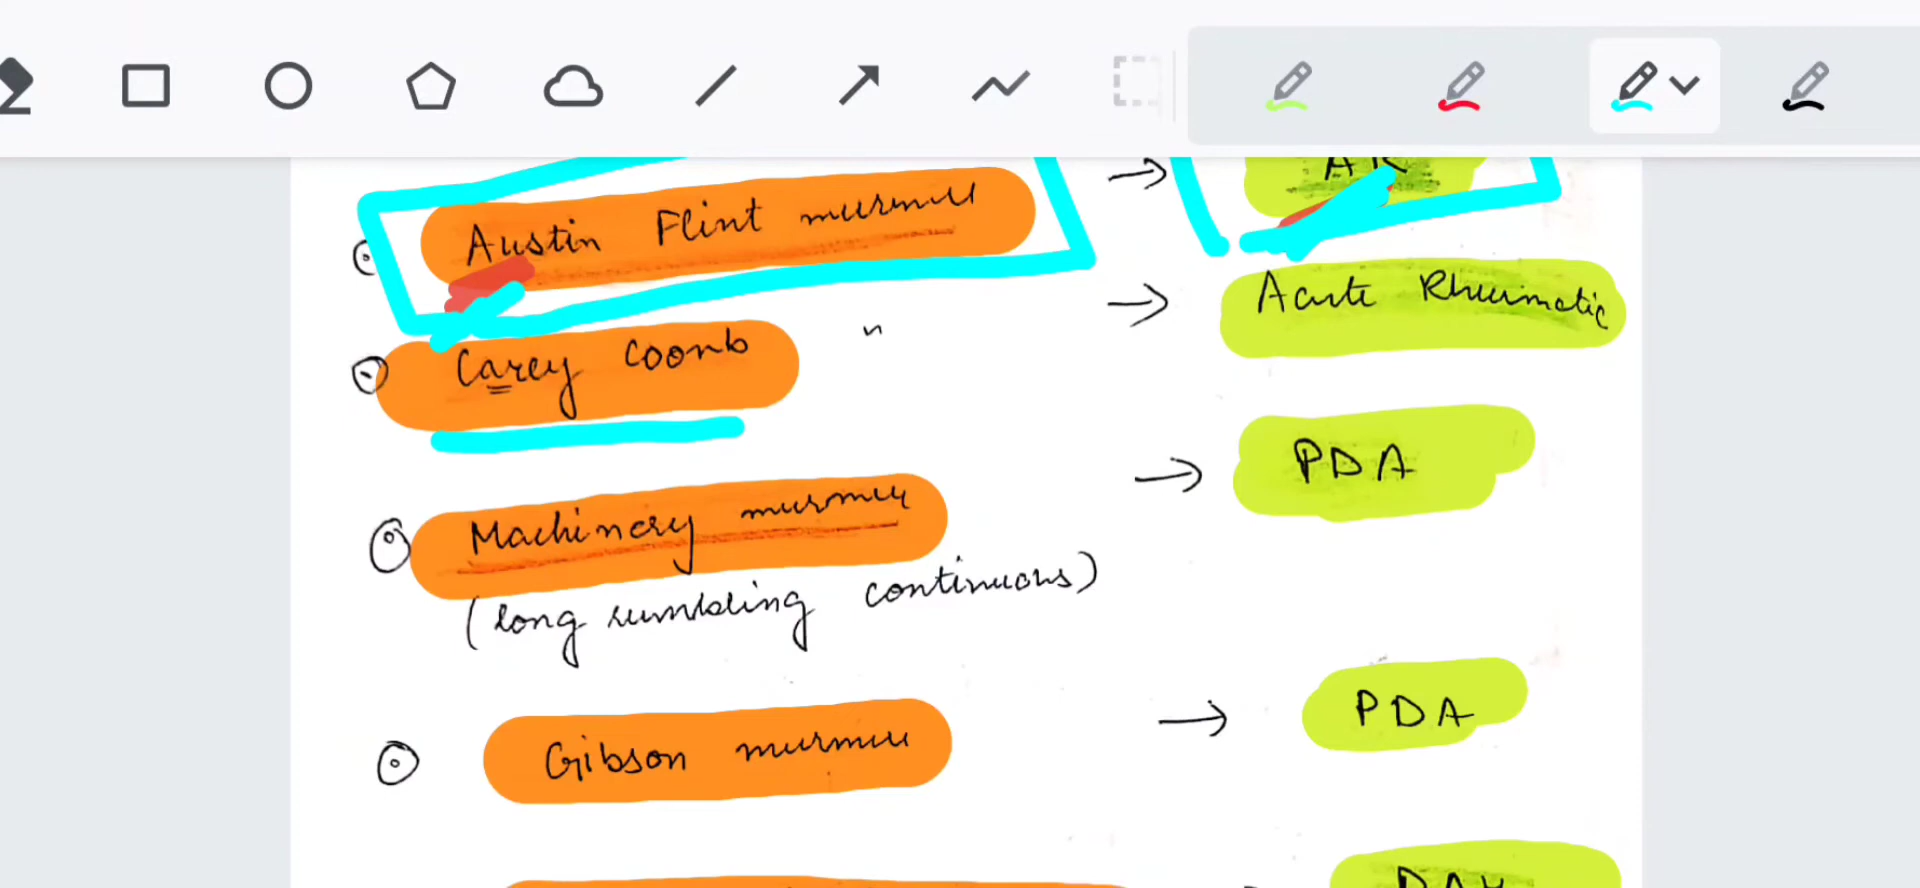 Austin Flint murmur → AR
Carey Coomb " → Acute Rheumatic
Machinery murmur → PDA
(long rumbling continuous)
Gibson murmur → PDA